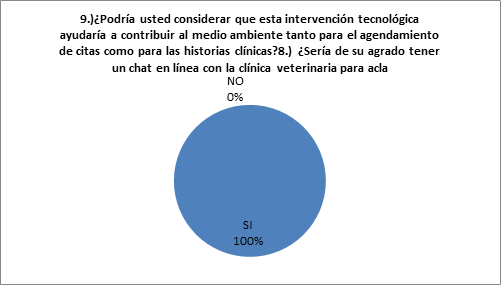 9.)¿Podría usted considerar que esta intervención tecnológica
ayudaría a contribuir al medio ambiente tanto para el agendamiento
de citas como para las historias clínicas?8.) ¿Sería de su agrado tener
un chat en línea con la clínica veterinaria para acla
NO
0%
SI
100%